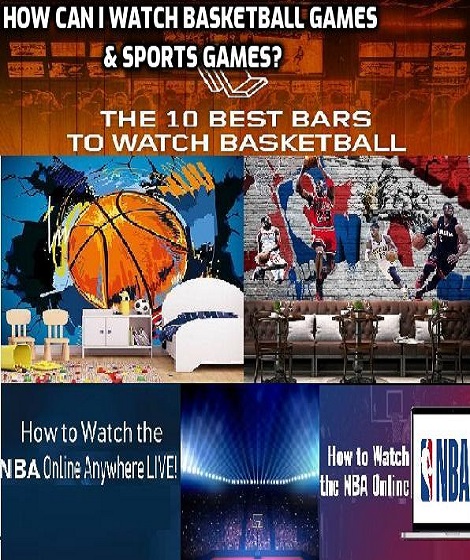 HOW CAN I WATCH BASKETBALL GAMES
& SPORTS GAMES?
THE 10 BEST BARS
TO WATCH BASKETBALL
How to Watch the
NBA Online Anywhere LIVE!
How to Watch
the NBA Online
NBA